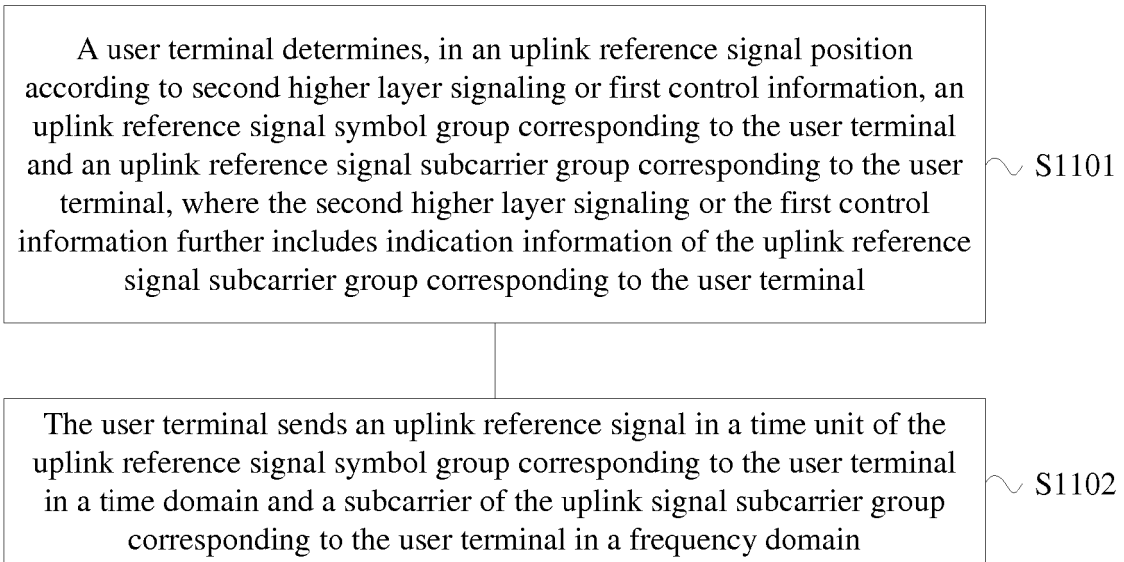 A user terminal determines, in an uplink reference signal position
according to second higher layer signaling or first control information, an
uplink reference signal symbol group corresponding to the user terminal
and an uplink reference signal subcarrier group corresponding to the user
terminal, where the second higher layer signaling or the first control
information further includes indication information of the uplink reference
signal subcarrier group corresponding to the user terminal
S1101
The user terminal sends an uplink reference signal in a time unit of the
uplink reference signal symbol group corresponding to the user terminal
in a time domain and a subcarrier of the uplink signal subcarrier group
corresponding to the user terminal in a frequency domain
S1102